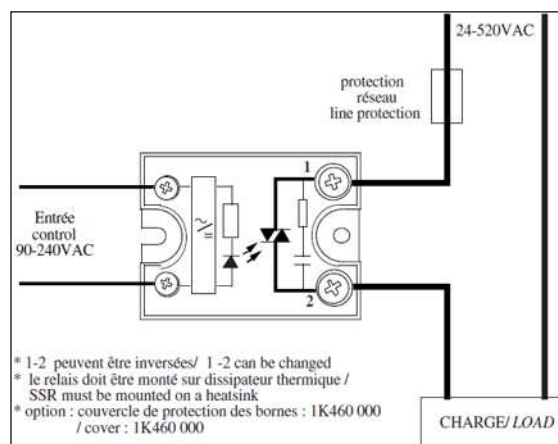 24-520VAC
protection
réseau
line protection
1
Entrée
control
90-240VAC
~/=
2
* 1-2 peuvent être inversées/ 1 -2 can be changed
* le relais doit être monté sur dissipateur thermique /
SSR must be mounted on a heatsink
* option : couvercle de protection des bornes : 1K460 000
/ cover : 1K460 000
CHARGE/ LOAD